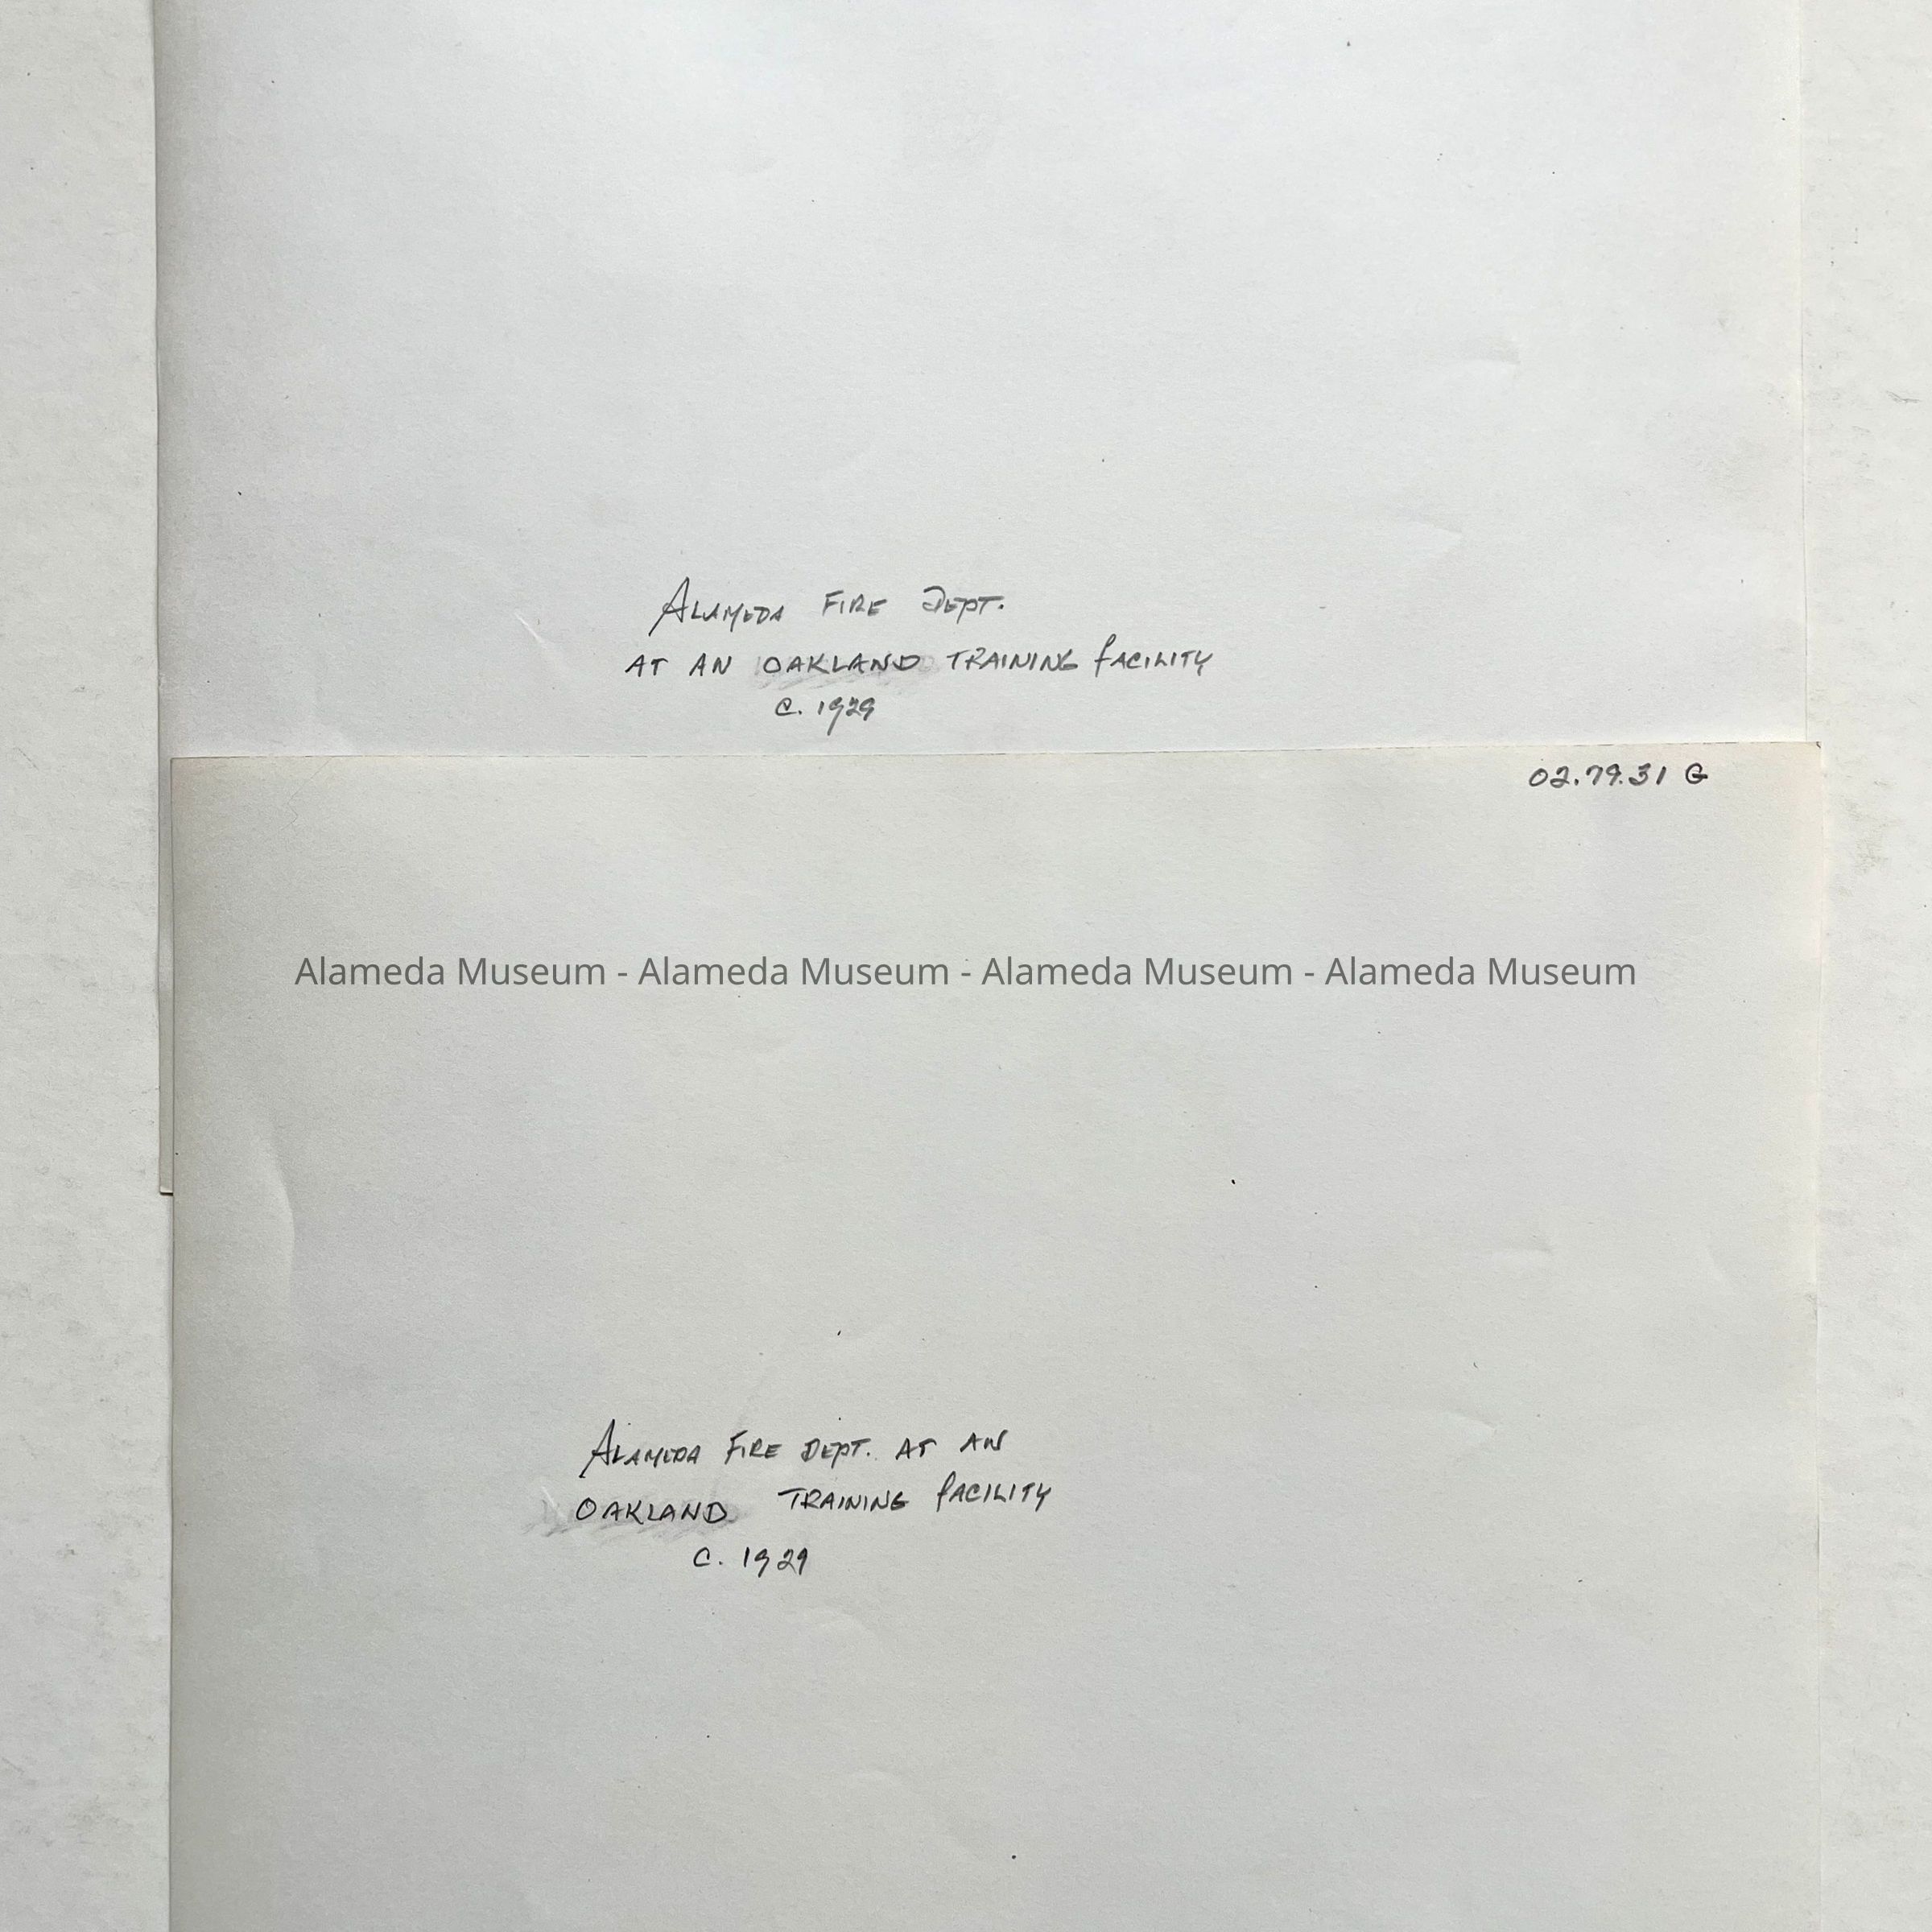 Alameda Fire Dept.
at an Oakland Training Facility
c. 1929
02.79.31 G
Alameda Museum - Alameda Museum - Alameda Museum - Alameda Museum
Alameda Fire Dept. at an
Oakland Training Facility
c. 1929